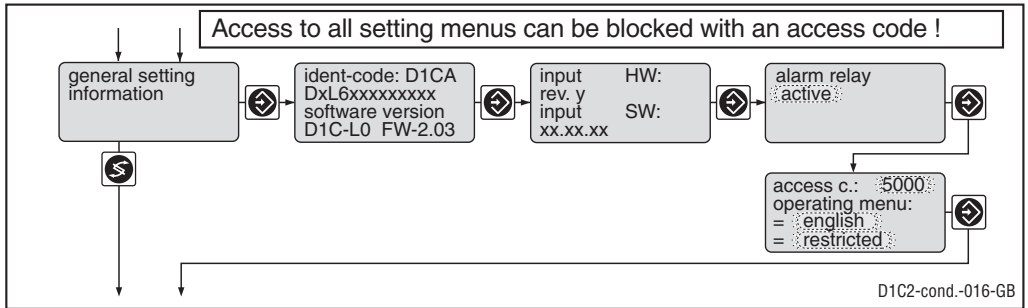 Access to all setting menus can be blocked with an access code !
general setting
information
ident-code: D1CA
DxL6xxxxxxxxx
software version
D1C-L0 FW-2.03
input HW:
rev. y
input SW:
xx.xx.xx
alarm relay
active
access c.: 5000
operating menu:
= english
= restricted
D1C2-cond.-016-GB